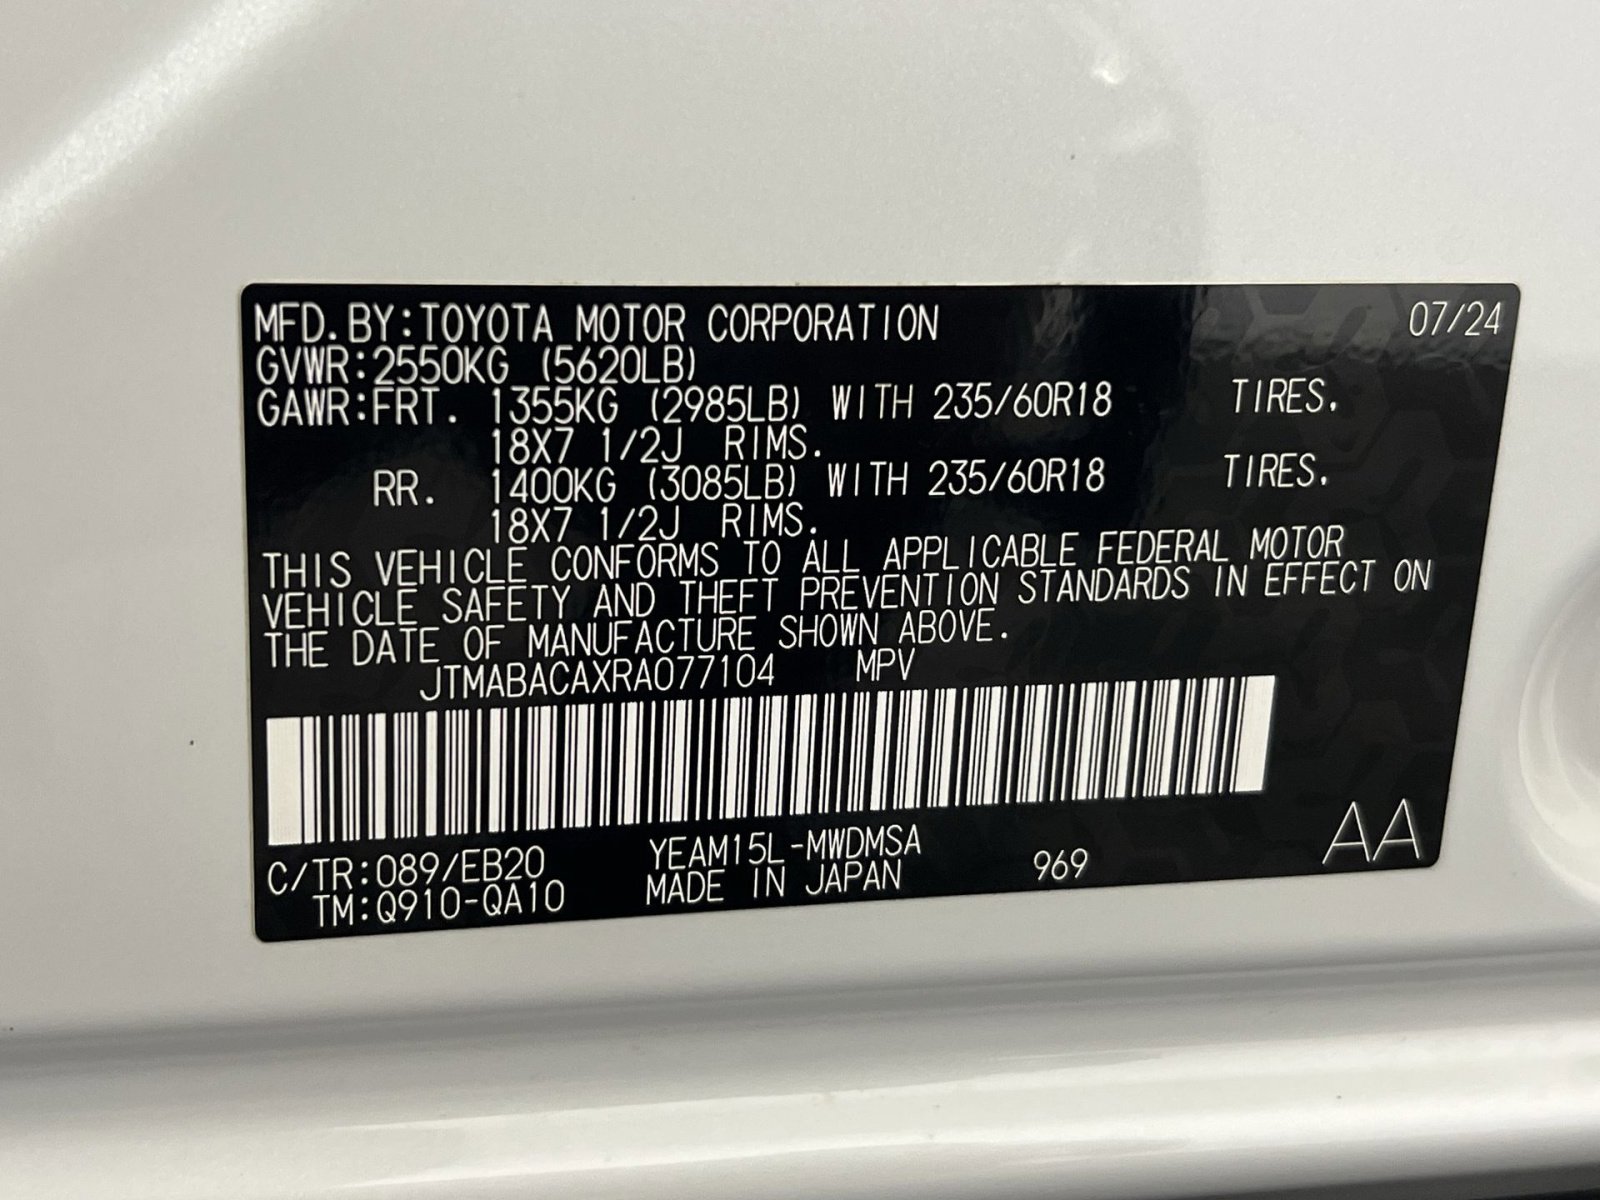 MFD.BY:TOYOTA MOTOR CORPORATION 07/24
GVWR:2550KG (5620LB)
GAWR:FRT. 1355KG (2985LB) WITH 235/60R18 TIRES.
18X7 1/2J RIMS.
RR. 1400KG (3085LB) WITH 235/60R18 TIRES.
18X7 1/2J RIMS.
THIS VEHICLE CONFORMS TO ALL APPLICABLE FEDERAL MOTOR
VEHICLE SAFETY AND THEFT PREVENTION STANDARDS IN EFFECT ON
THE DATE OF MANUFACTURE SHOWN ABOVE.
JTMABACAXRA077104 MPV
C/TR:089/EB20 YEAM15L-MWDMSA
TM:Q910-QA10 MADE IN JAPAN 969 AA